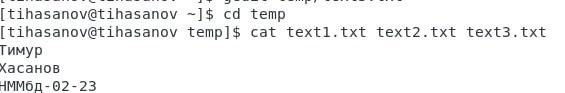 [tihasanov@tihasanov ~]$ cd temp
[tihasanov@tihasanov temp]$ cat text1.txt text2.txt text3.txt
Тимур
Хасанов
НММбд-02-23